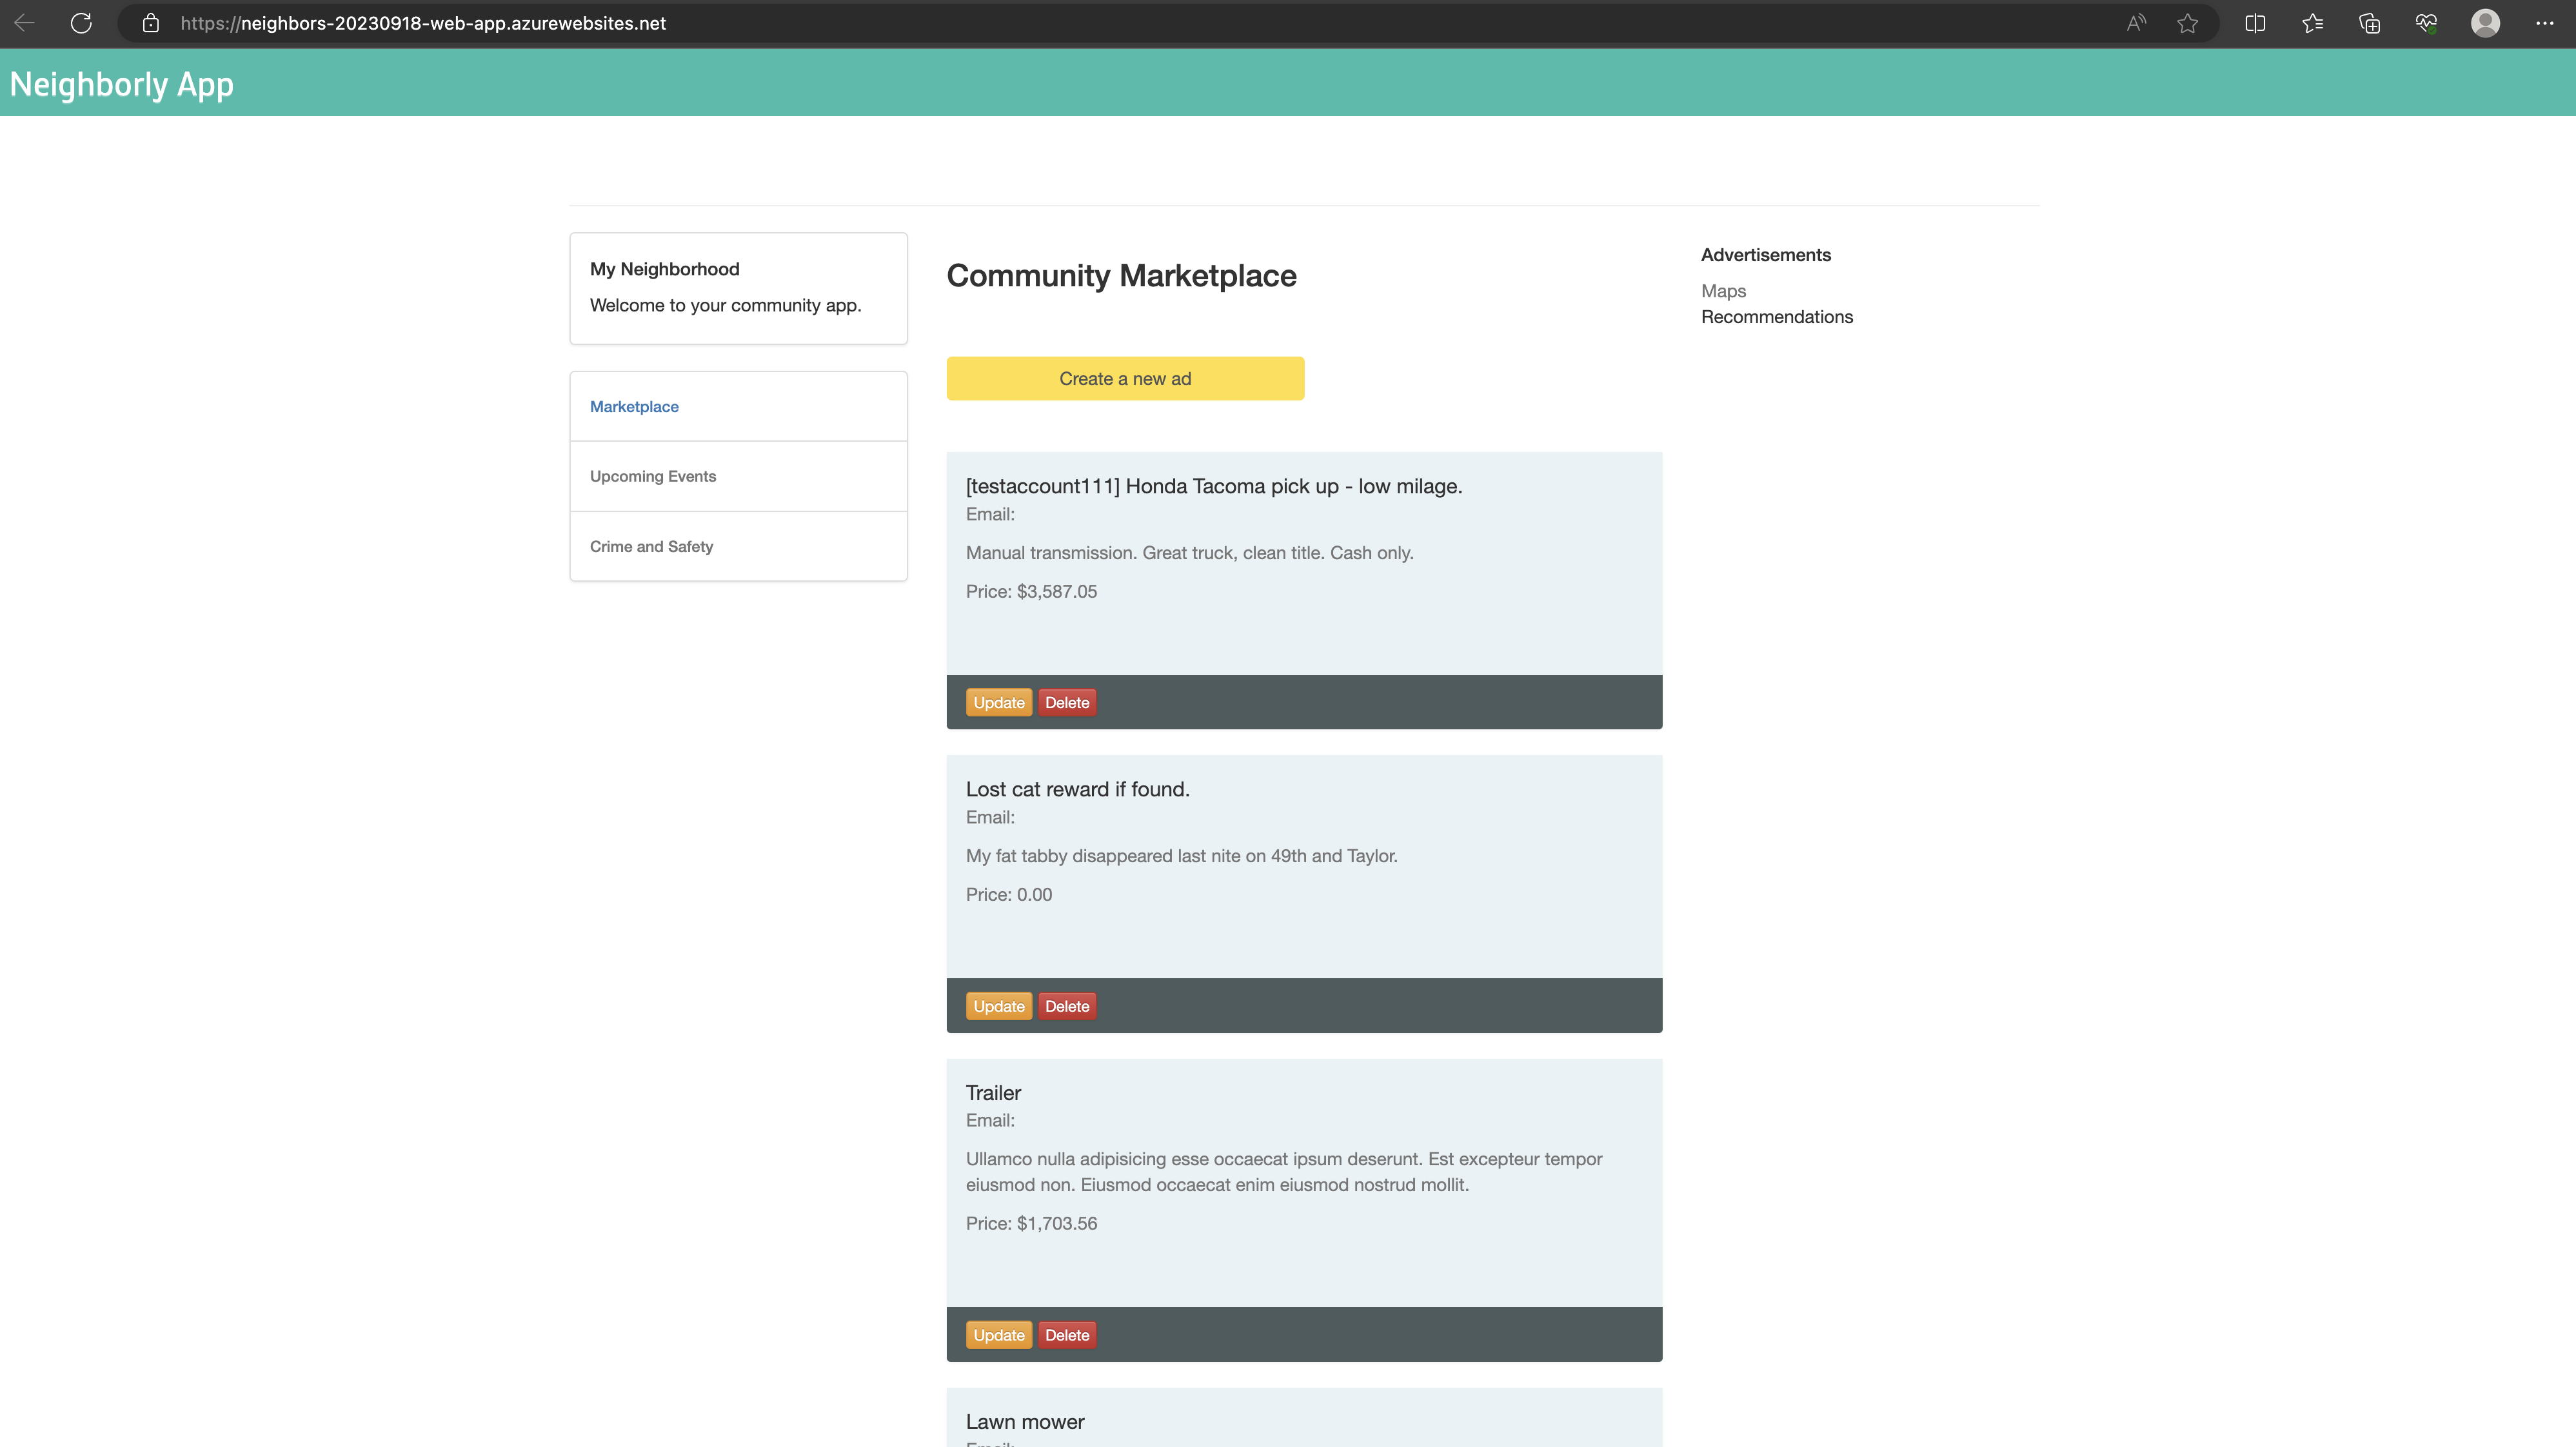 https://neighbors-20230918-web-app.azurewebsites.net
Neighborly App
My Neighborhood
Welcome to your community app.
Marketplace
Upcoming Events
Crime and Safety
Community Marketplace
Create a new ad
[testaccount111] Honda Tacoma pick up - low milage.
Email:
Manual transmission. Great truck, clean title. Cash only.
Price: $3,587.05
Update Delete
Lost cat reward if found.
Email:
My fat tabby disappeared last nite on 49th and Taylor.
Price: 0.00
Update Delete
Trailer
Email:
Ullamco nulla adipisicing esse occaecat ipsum deserunt. Est excepteur tempor
eiusmod non. Eiusmod occaecat enim eiusmod nostrud mollit.
Price: $1,703.56
Update Delete
Lawn mower
Email:
Advertisements
Maps
Recommendations